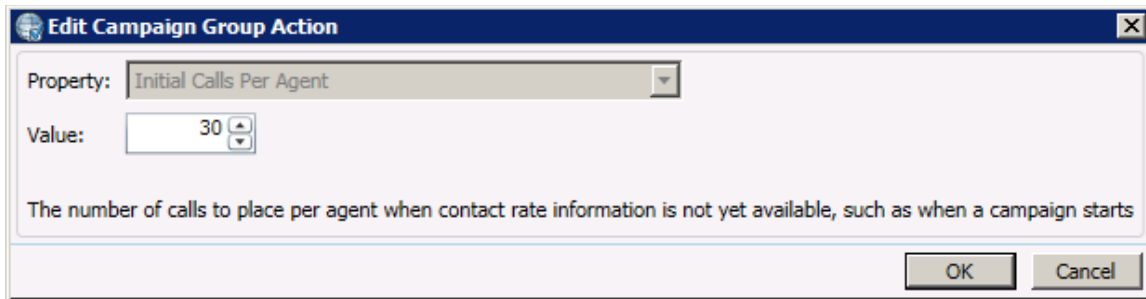 Edit Campaign Group Action
Property: Initial Calls Per Agent
Value: 30
The number of calls to place per agent when contact rate information is not yet available, such as when a campaign starts
OK Cancel